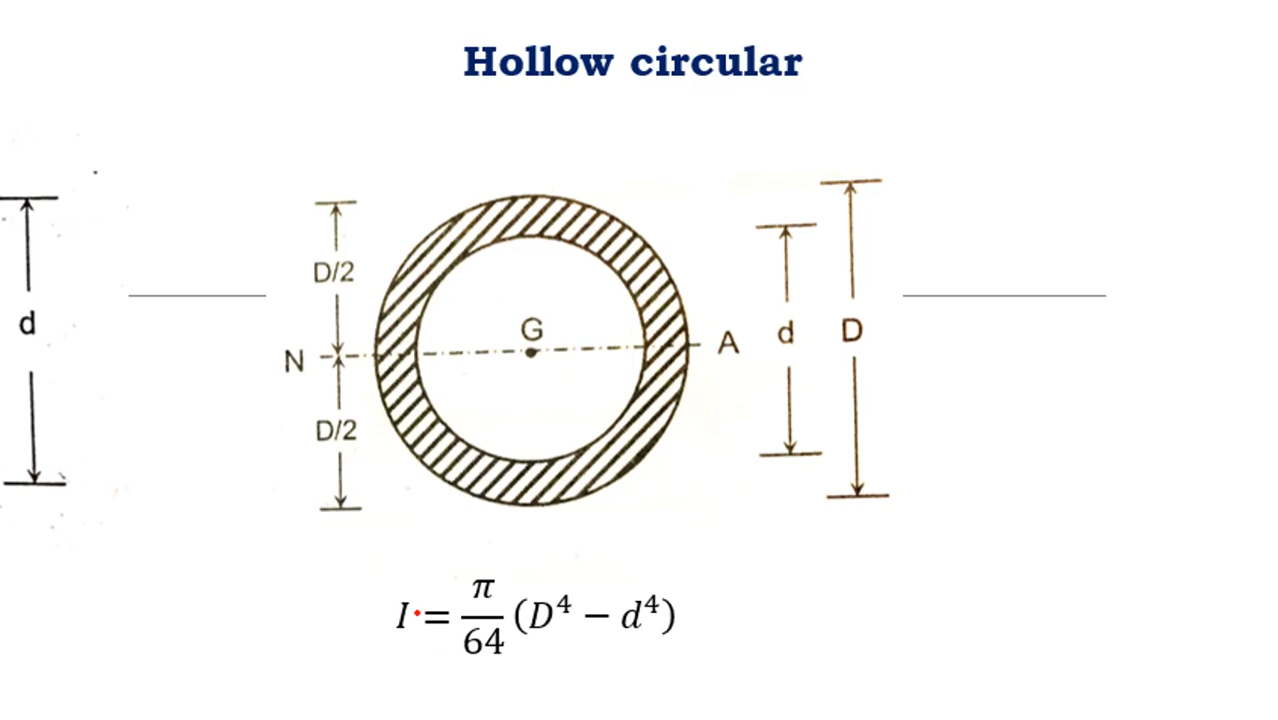 Hollow circular
d
D/2
N
D/2
G
A
d
D
I = π/64 (D⁴ − d⁴)